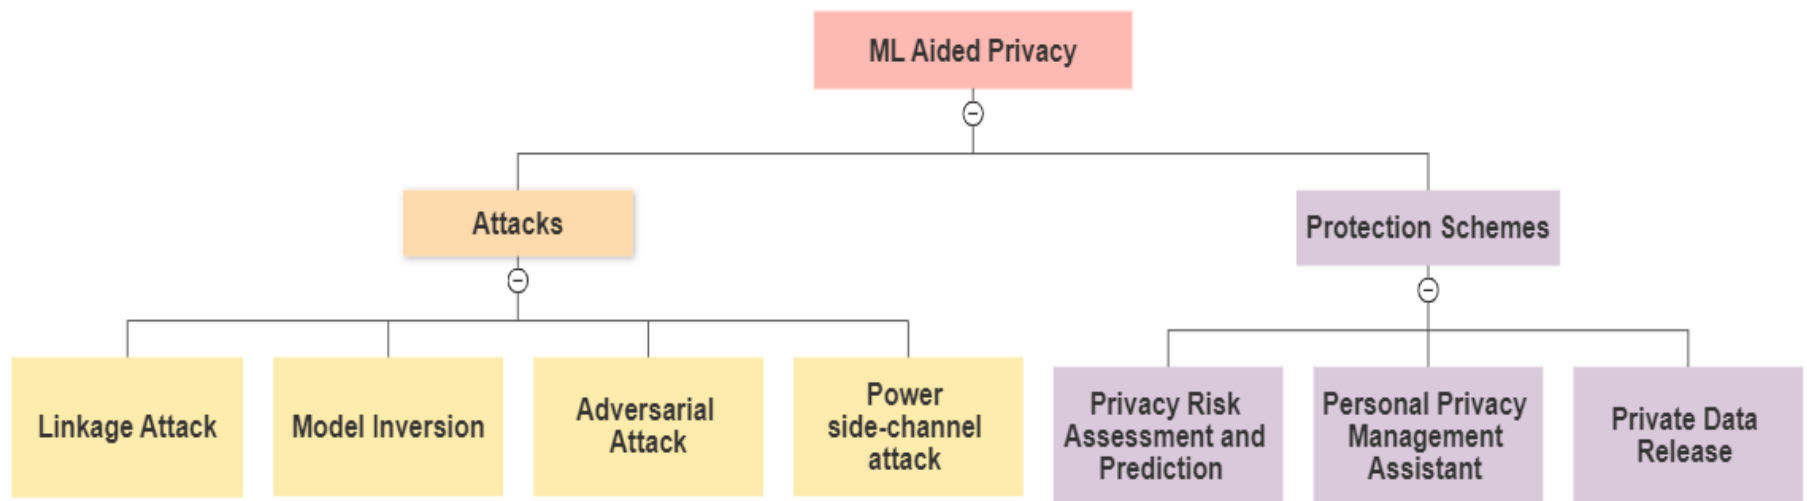 ML Aided Privacy
Attacks
Protection Schemes
Linkage Attack
Model Inversion
Adversarial
Attack
Power
side-channel
attack
Privacy Risk
Assessment and
Prediction
Personal Privacy
Management
Assistant
Private Data
Release